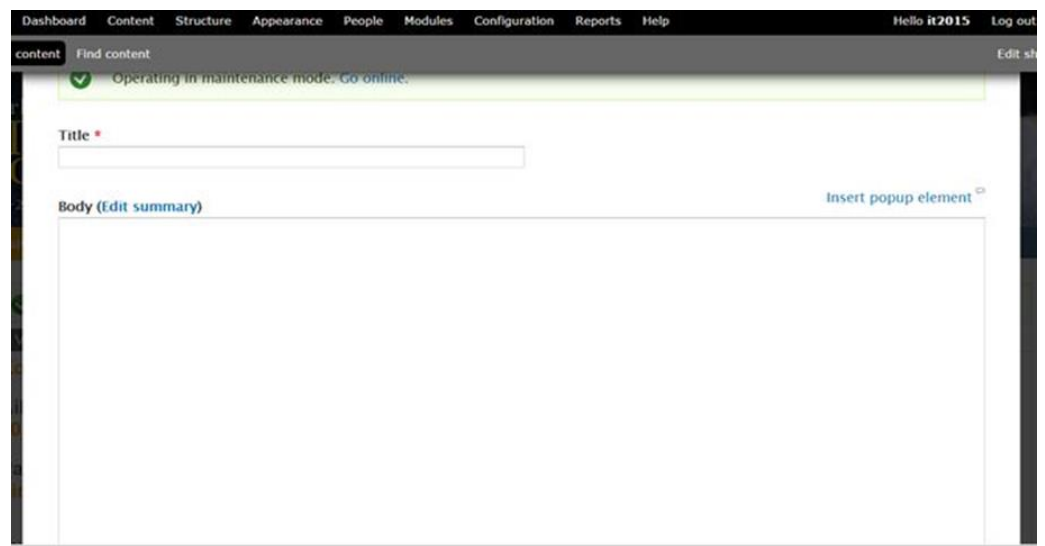 Dashboard Content Structure Appearance People Modules Configuration Reports Help Hello it2015 Log out
content Find content Edit sh
Operating in maintenance mode. Go online.
Title *
Insert popup element
Body (Edit summary)